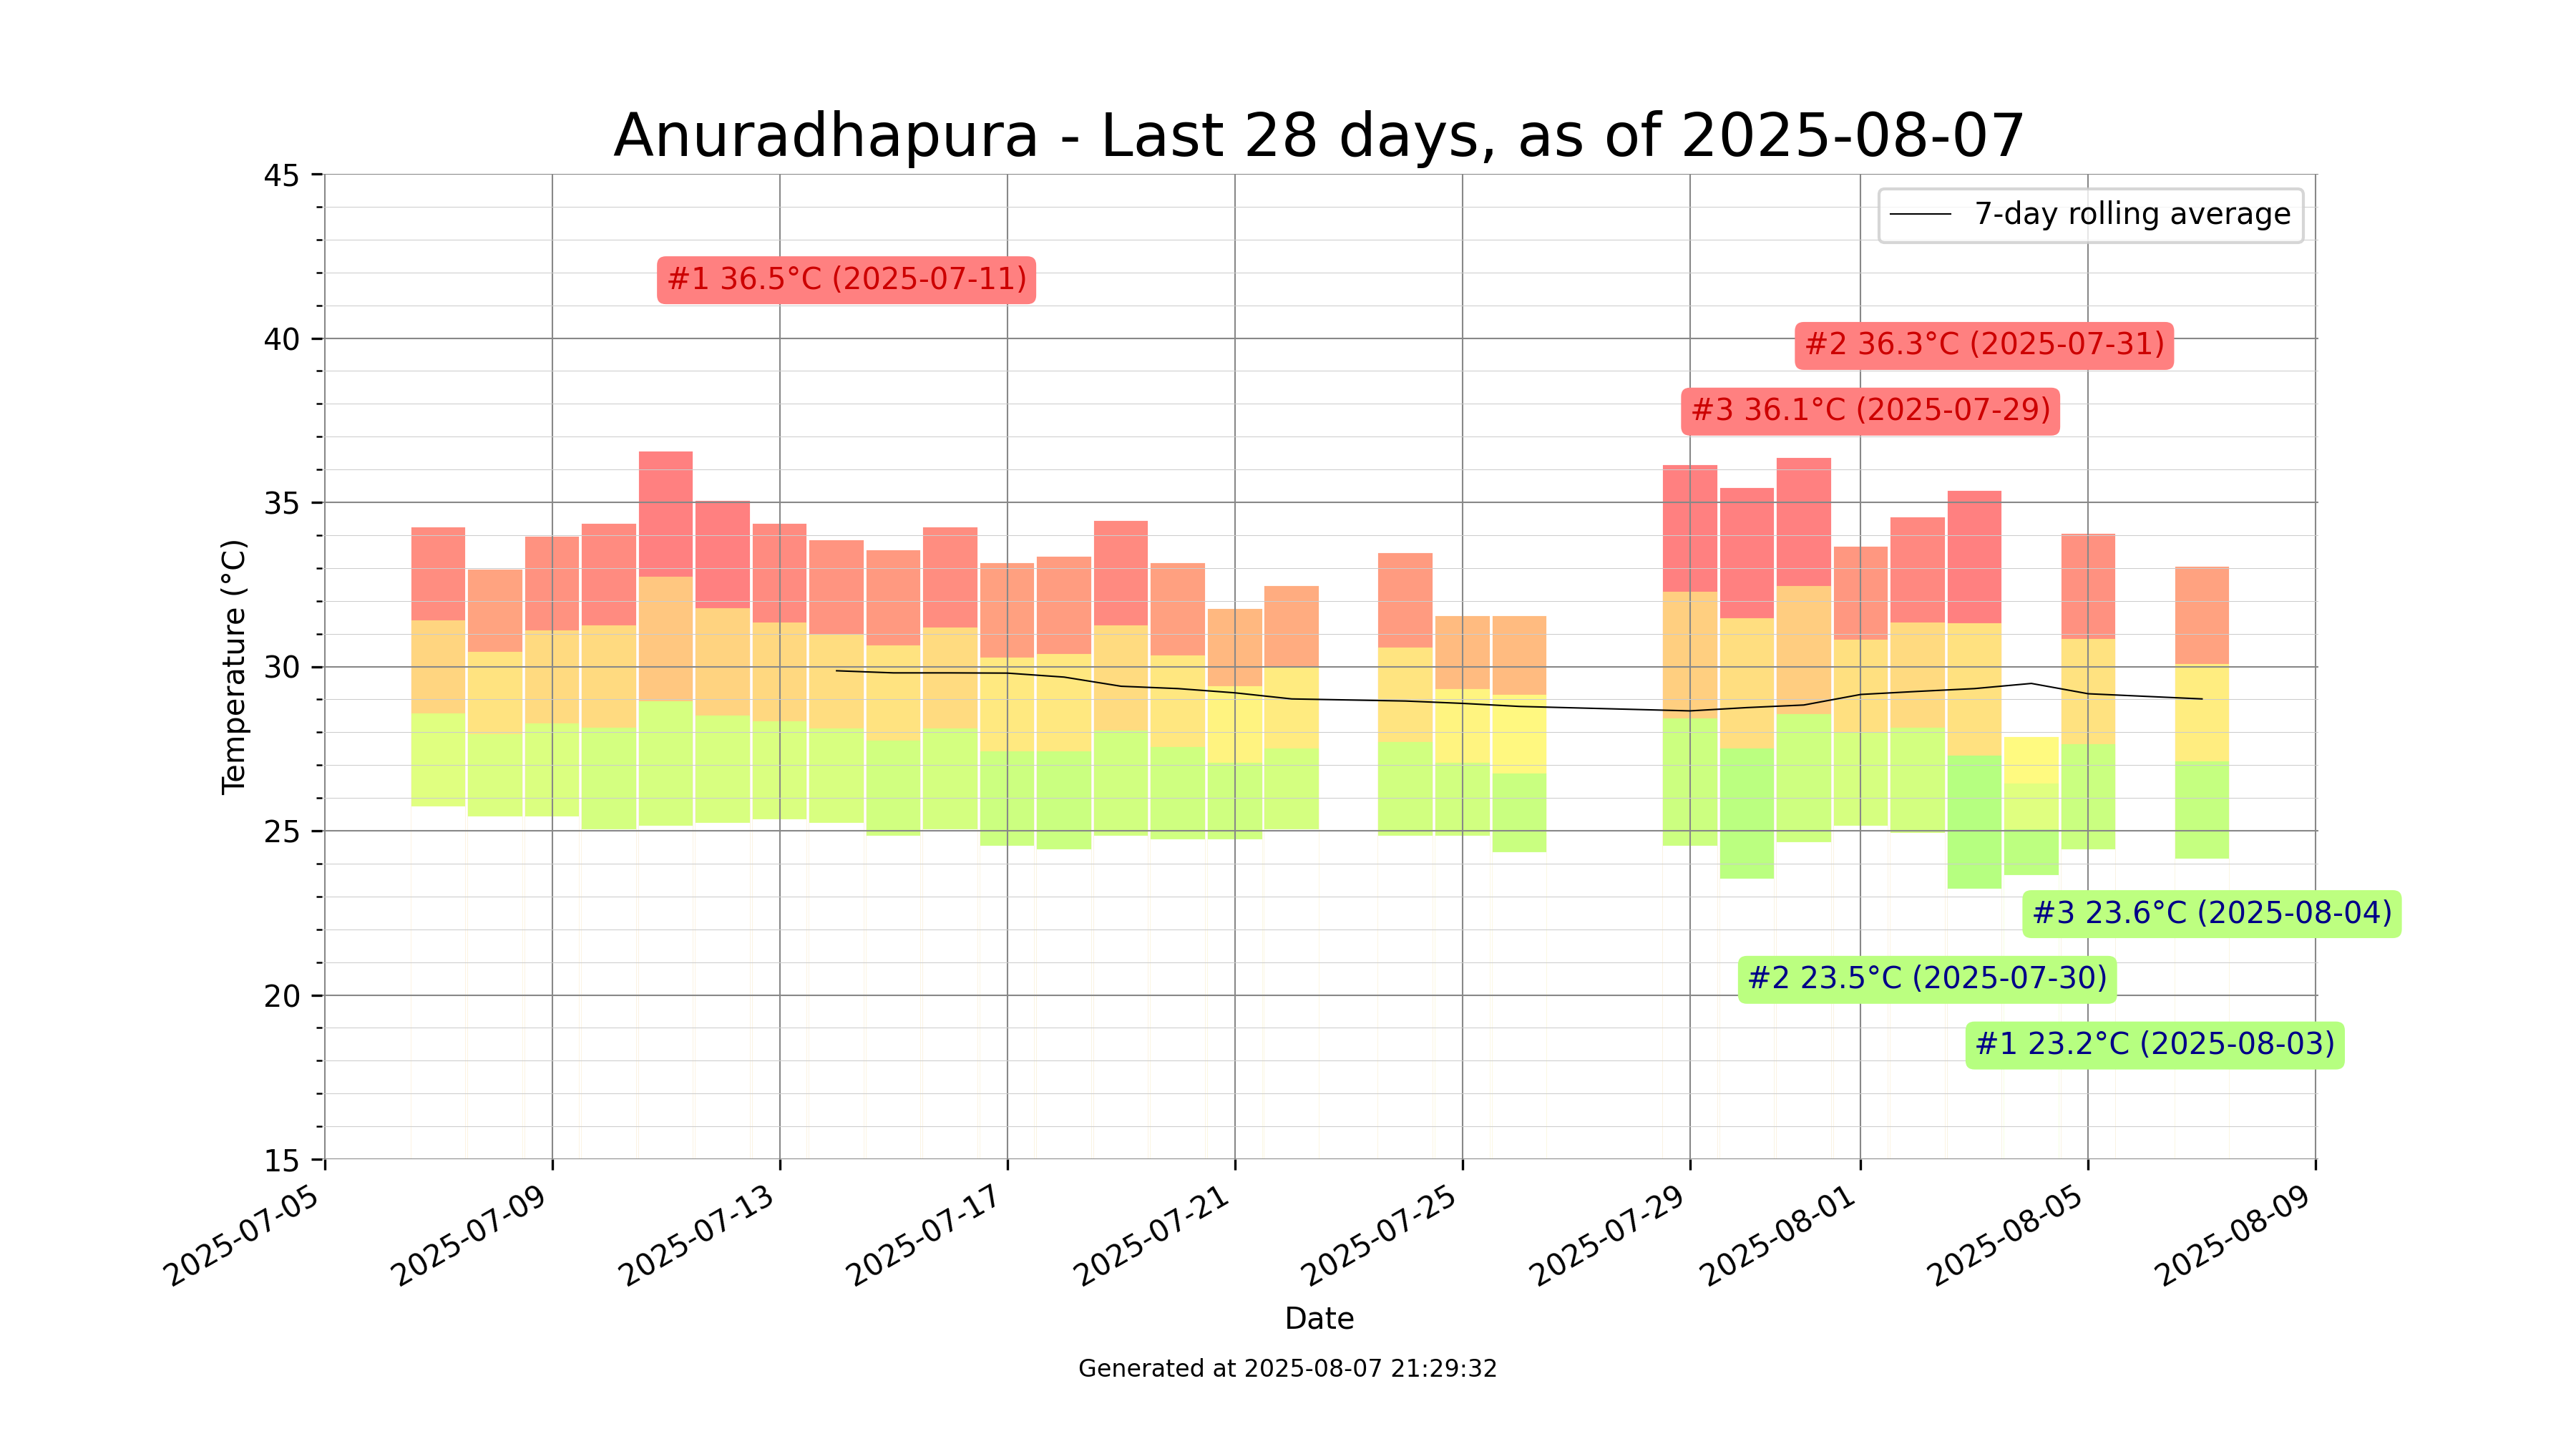 Anuradhapura - Last 28 days, as of 2025-08-07
45
40
35
30
25
20
15
Temperature (°C)
7-day rolling average
#1 36.5°C (2025-07-11)
#2 36.3°C (2025-07-31)
#3 36.1°C (2025-07-29)
#3 23.6°C (2025-08-04)
#2 23.5°C (2025-07-30)
#1 23.2°C (2025-08-03)
2025-07-05
2025-07-09
2025-07-13
2025-07-17
2025-07-21
2025-07-25
2025-07-29
2025-08-01
2025-08-05
2025-08-09
Date
Generated at 2025-08-07 21:29:32